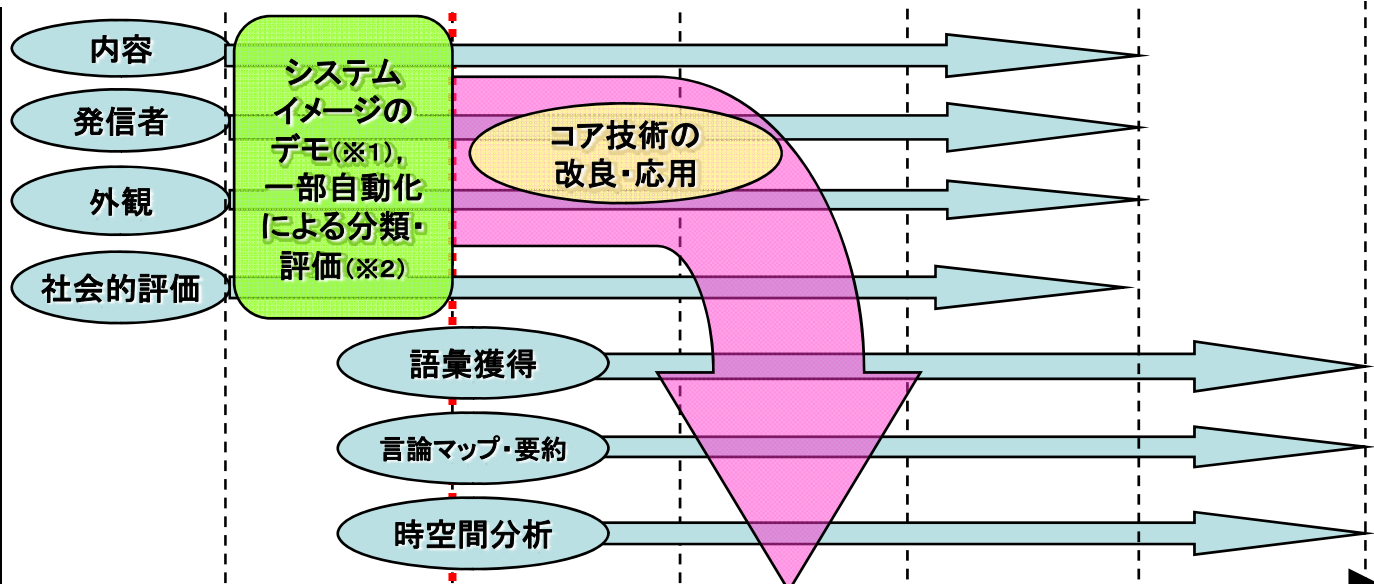 内容
発信者
外観
社会的評価
システム
イメージの
デモ(※1),
一部自動化
による分類・
評価(※2)
コア技術の
改良・応用
語彙獲得
言論マップ・要約
時空間分析